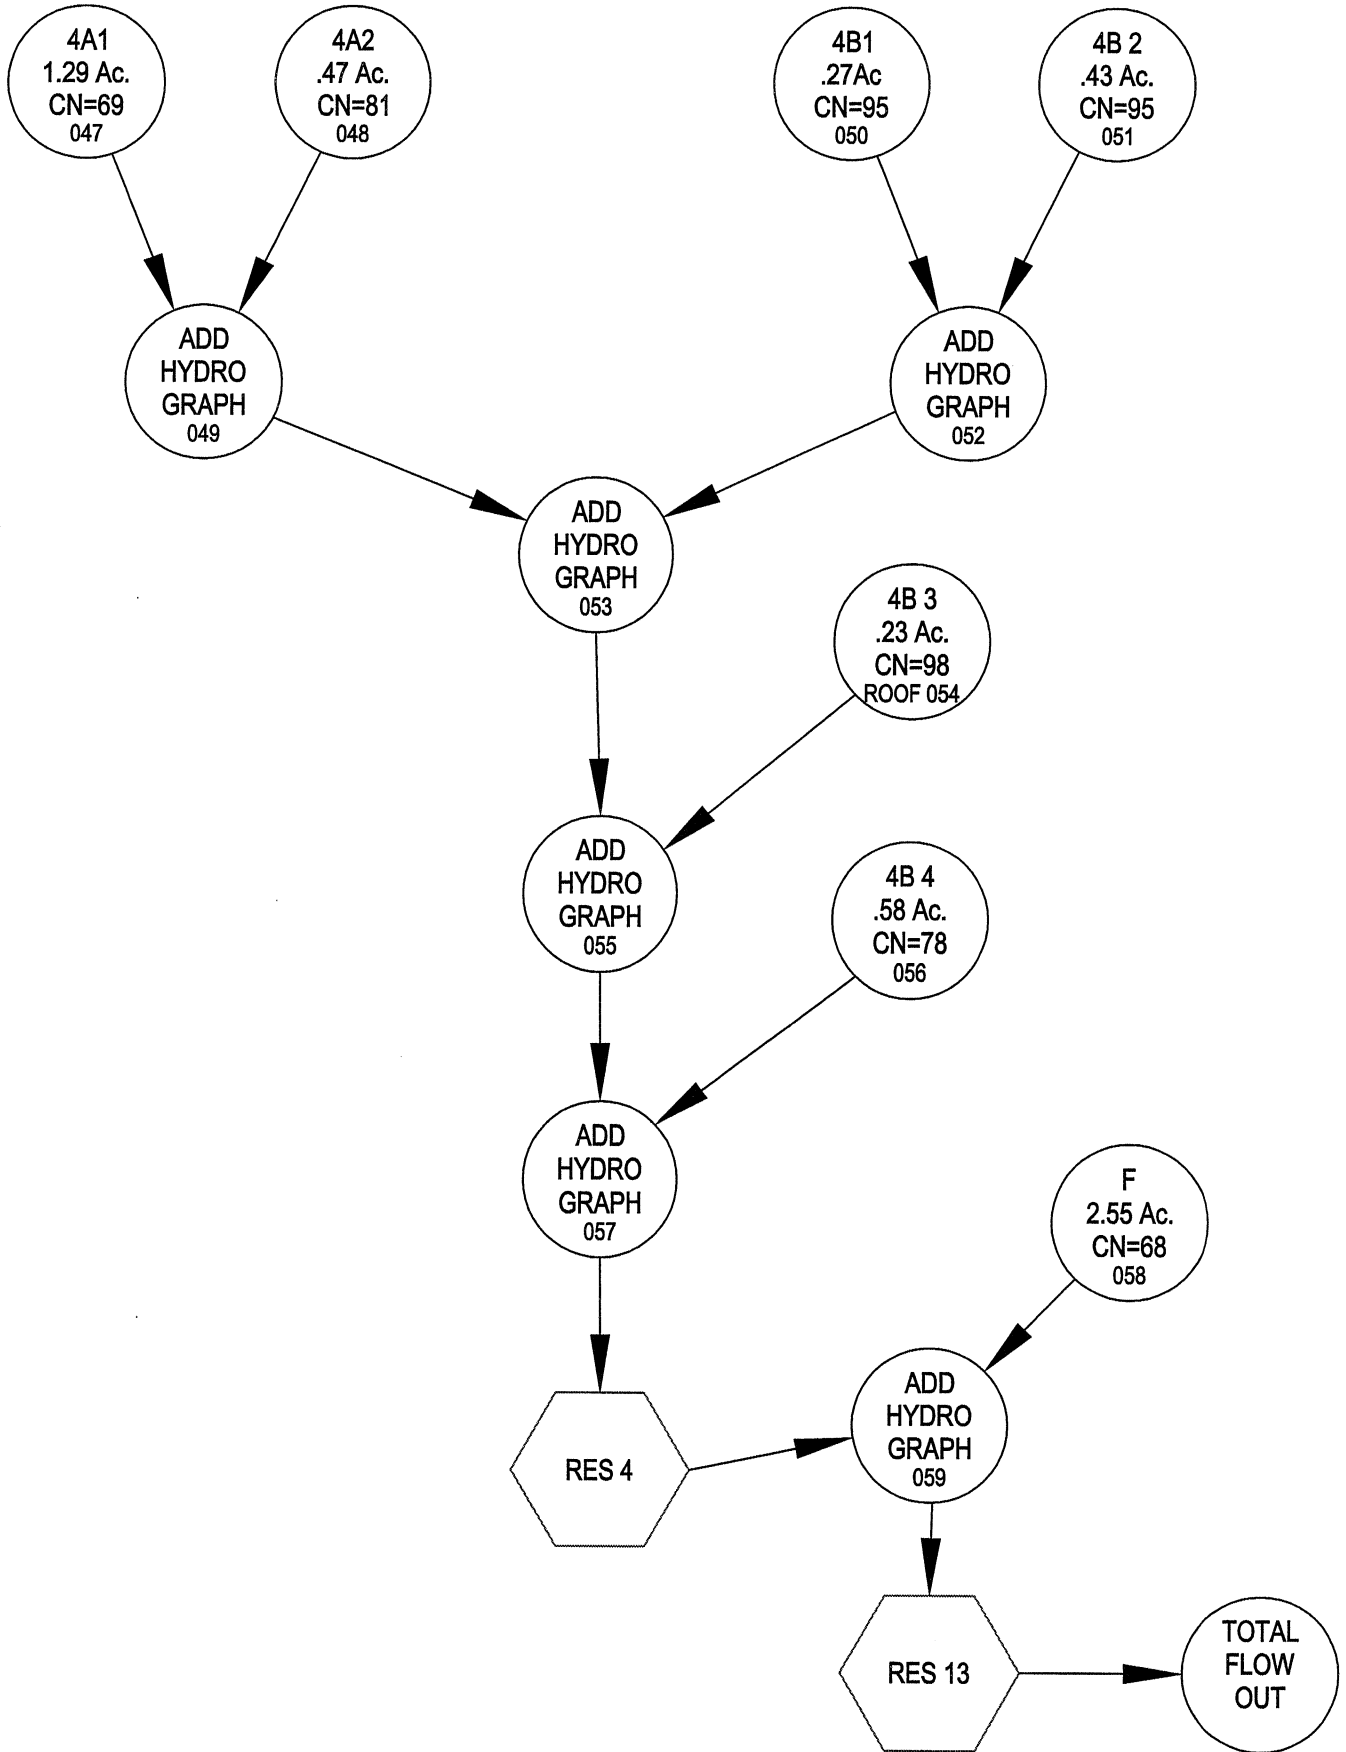 4A1
1.29 Ac.
CN=69
047
4A2
.47 Ac.
CN=81
048
4B1
.27Ac
CN=95
050
4B 2
.43 Ac.
CN=95
051
ADD
HYDRO
GRAPH
049
ADD
HYDRO
GRAPH
052
ADD
HYDRO
GRAPH
053
4B 3
.23 Ac.
CN=98
ROOF 054
ADD
HYDRO
GRAPH
055
4B 4
.58 Ac.
CN=78
056
ADD
HYDRO
GRAPH
057
F
2.55 Ac.
CN=68
058
ADD
HYDRO
GRAPH
059
RES 4
RES 13
TOTAL
FLOW
OUT